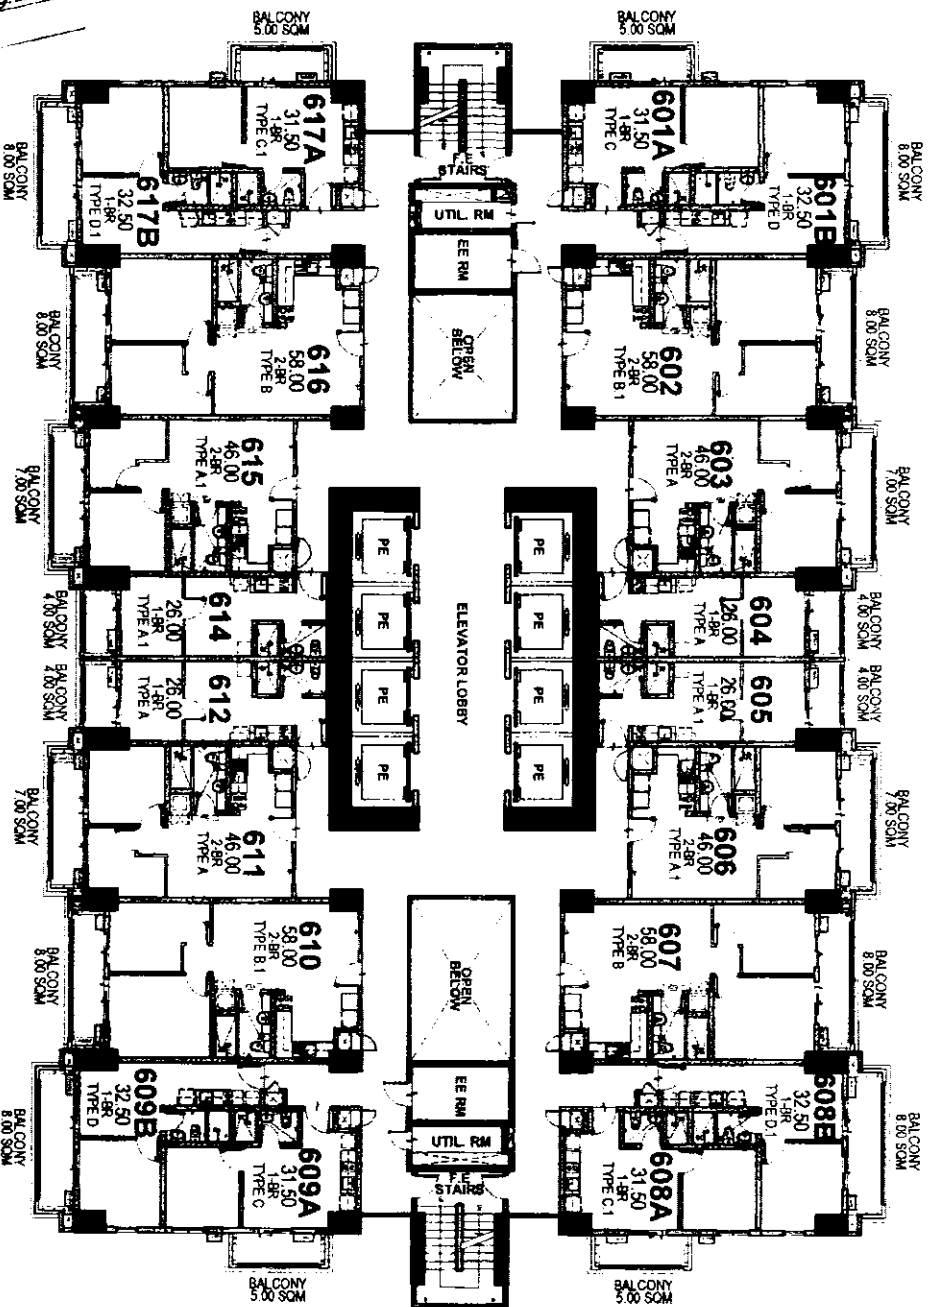 BALCONY
5.00 SQM
BALCONY
5.00 SQM
617A
31.50
1-BR
TYPE C.1
601A
31.50
1-BR
TYPE C
F.E
STAIRS
UTIL. RM
EE RM
OPEN
BELOW
BALCONY
8.00 SQM
617B
32.50
1-BR
TYPE D.1
601B
32.50
1-BR
TYPE D
BALCONY
8.00 SQM
BALCONY
8.00 SQM
616
58.00
2-BR
TYPE B
602
58.00
2-BR
TYPE B.1
BALCONY
8.00 SQM
BALCONY
7.00 SQM
615
46.00
2-BR
TYPE A.1
603
46.00
2-BR
TYPE A
BALCONY
7.00 SQM
BALCONY
4.00 SQM
614
26.00
1-BR
TYPE A.1
604
26.00
1-BR
TYPE A
BALCONY
4.00 SQM
PE
PE
PE
PE
ELEVATOR LOBBY
PE
PE
PE
PE
BALCONY
4.00 SQM
612
26.00
1-BR
TYPE A
605
26.00
1-BR
TYPE A.1
BALCONY
4.00 SQM
BALCONY
7.00 SQM
611
46.00
2-BR
TYPE A
606
46.00
2-BR
TYPE A.1
BALCONY
7.00 SQM
BALCONY
8.00 SQM
610
58.00
2-BR
TYPE B.1
OPEN
BELOW
607
58.00
2-BR
TYPE B
BALCONY
8.00 SQM
BALCONY
8.00 SQM
609B
32.50
1-BR
TYPE D
EE RM
UTIL. RM
F.E
STAIRS
608B
32.50
1-BR
TYPE D.1
BALCONY
8.00 SQM
609A
31.50
1-BR
TYPE C
608A
31.50
1-BR
TYPE C.1
BALCONY
5.00 SQM
BALCONY
5.00 SQM